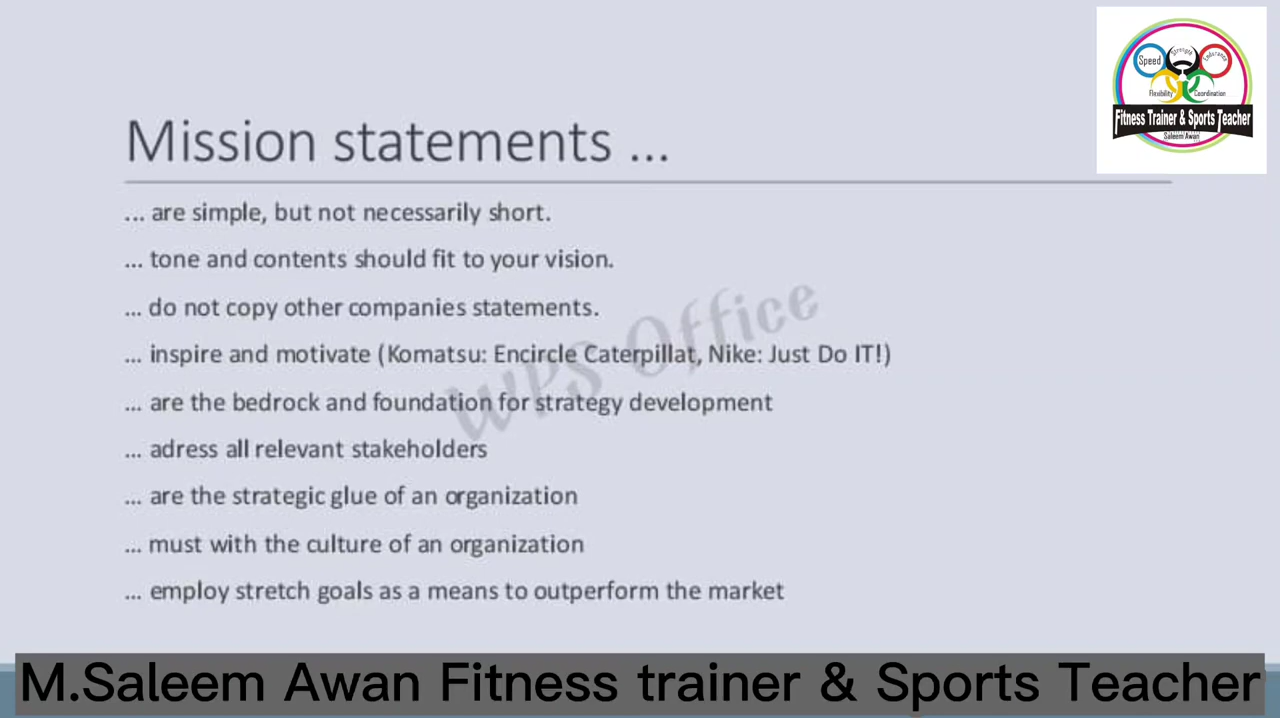 Speed
Strength
Endurance
Flexibility
Coordination
Fitness Trainer & Sports Teacher
Saleem Awan
Mission statements ...
... are simple, but not necessarily short.
... tone and contents should fit to your vision.
... do not copy other companies statements.
... inspire and motivate (Komatsu: Encircle Caterpillat, Nike: Just Do IT!)
... are the bedrock and foundation for strategy development
... adress all relevant stakeholders
... are the strategic glue of an organization
... must with the culture of an organization
... employ stretch goals as a means to outperform the market
WPS Office
M.Saleem Awan Fitness trainer & Sports Teacher